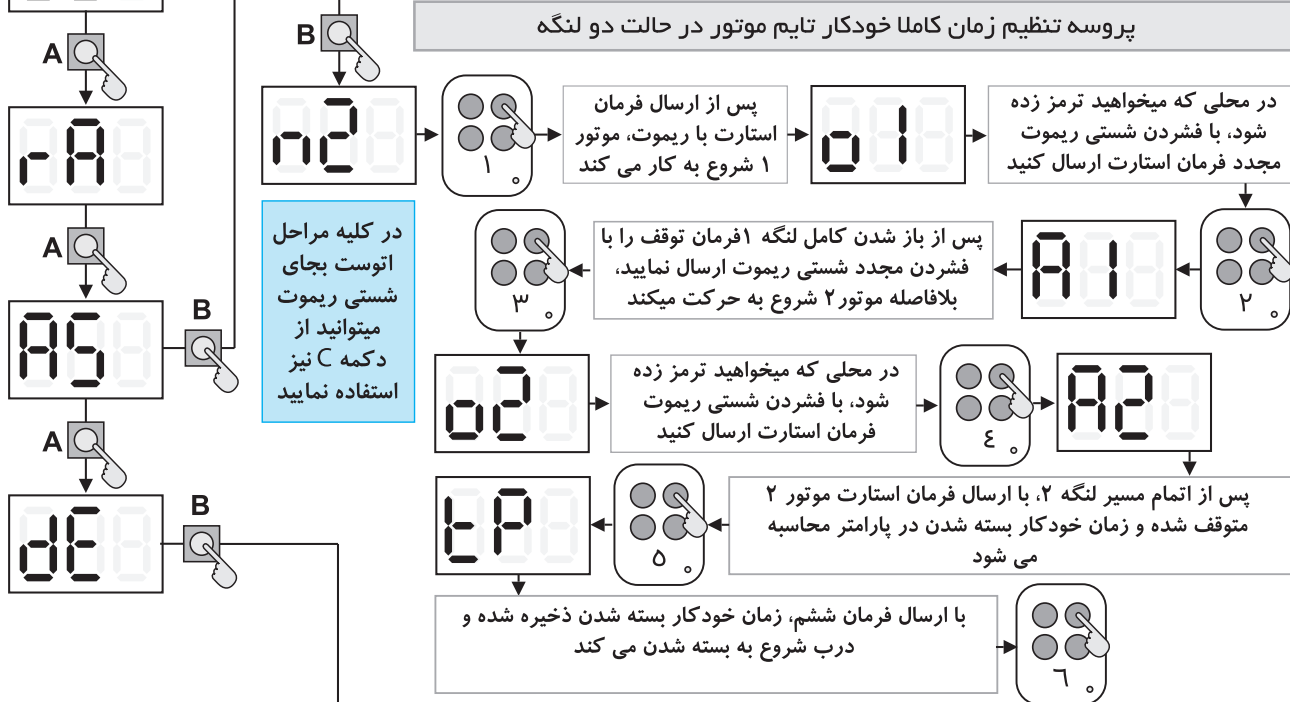 پروسه تنظیم زمان کاملا خودکار تایم موتور در حالت دو لنگه
A
rA
A
A5
B
A
dE
B
B
n2
۱
پس از ارسال فرمان
استارت با ریموت، موتور
۱ شروع به کار می کند
o1
در محلی که میخواهید ترمز زده
شود، با فشردن شستی ریموت
مجدد فرمان استارت ارسال کنید
۲
A1
پس از باز شدن کامل لنگه ۱فرمان توقف را با
فشردن مجدد شستی ریموت ارسال نمایید،
بلافاصله موتور۲ شروع به حرکت میکند
۳
در کلیه مراحل
اتوست بجای
شستی ریموت
میتوانید از
دکمه C نیز
استفاده نمایید
o2
در محلی که میخواهید ترمز زده
شود، با فشردن شستی ریموت
فرمان استارت ارسال کنید
٤
A2
پس از اتمام مسیر لنگه ۲، با ارسال فرمان استارت موتور ۲
متوقف شده و زمان خودکار بسته شدن در پارامتر محاسبه
می شود
۵
tP
با ارسال فرمان ششم، زمان خودکار بسته شدن ذخیره شده و
درب شروع به بسته شدن می کند
٦